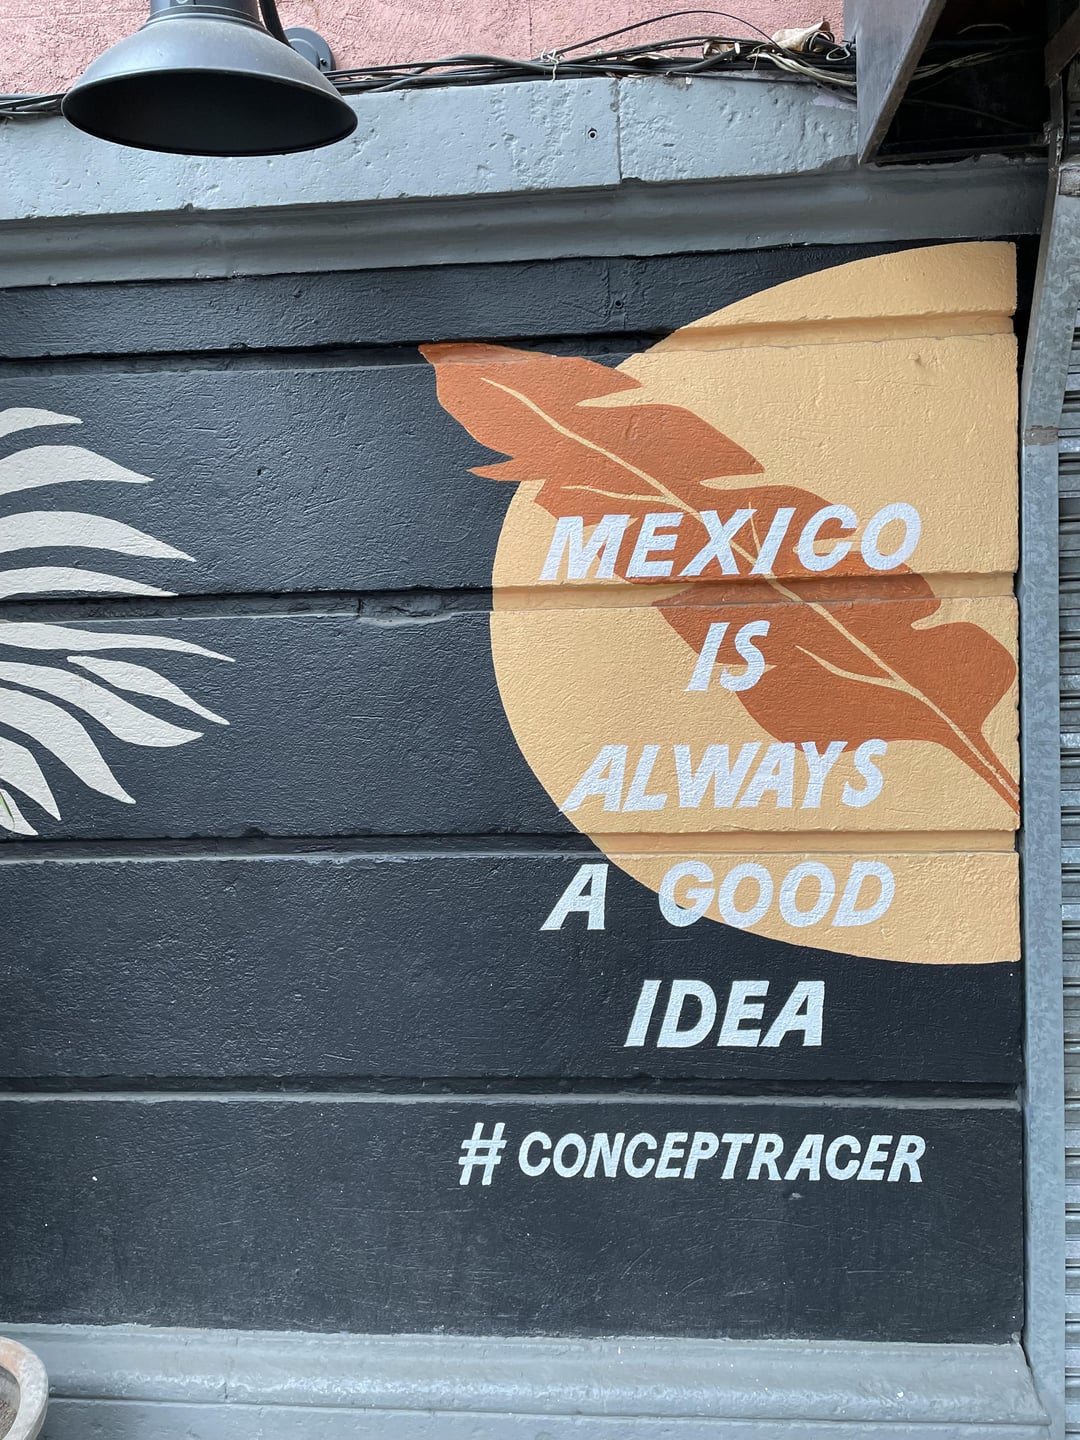 MEXICO
IS
ALWAYS
A GOOD
IDEA
#CONCEPTRACER